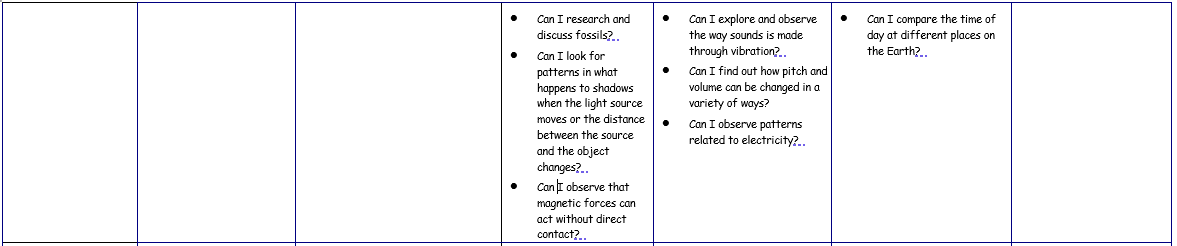 Can I research and
discuss fossils?
Can I look for
patterns in what
happens to shadows
when the light source
moves or the distance
between the source
and the object
changes?
Can I observe that
magnetic forces can
act without direct
contact?
Can I explore and observe
the way sounds is made
through vibration?
Can I find out how pitch and
volume can be changed in a
variety of ways?
Can I observe patterns
related to electricity?
Can I compare the time of
day at different places on
the Earth?